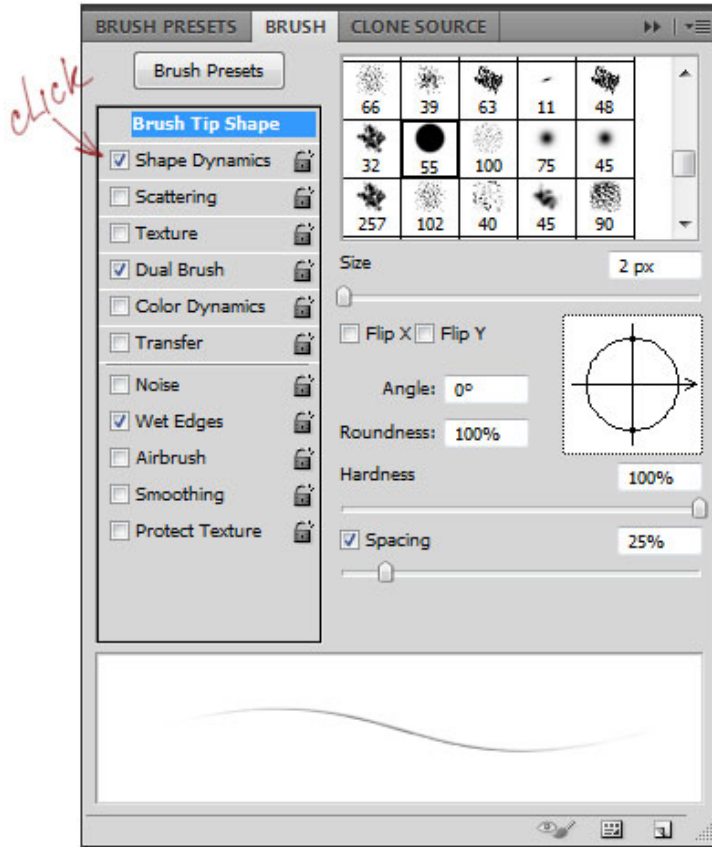 BRUSH PRESETS BRUSH CLONE SOURCE
click
Brush Presets
Brush Tip Shape
Shape Dynamics
Scattering
Texture
Dual Brush
Color Dynamics
Transfer
Noise
Wet Edges
Airbrush
Smoothing
Protect Texture
66 39 63 11 48
32 55 100 75 45
257 102 40 45 90
Size 2 px
Flip X Flip Y
Angle: 0º
Roundness: 100%
Hardness 100%
Spacing 25%